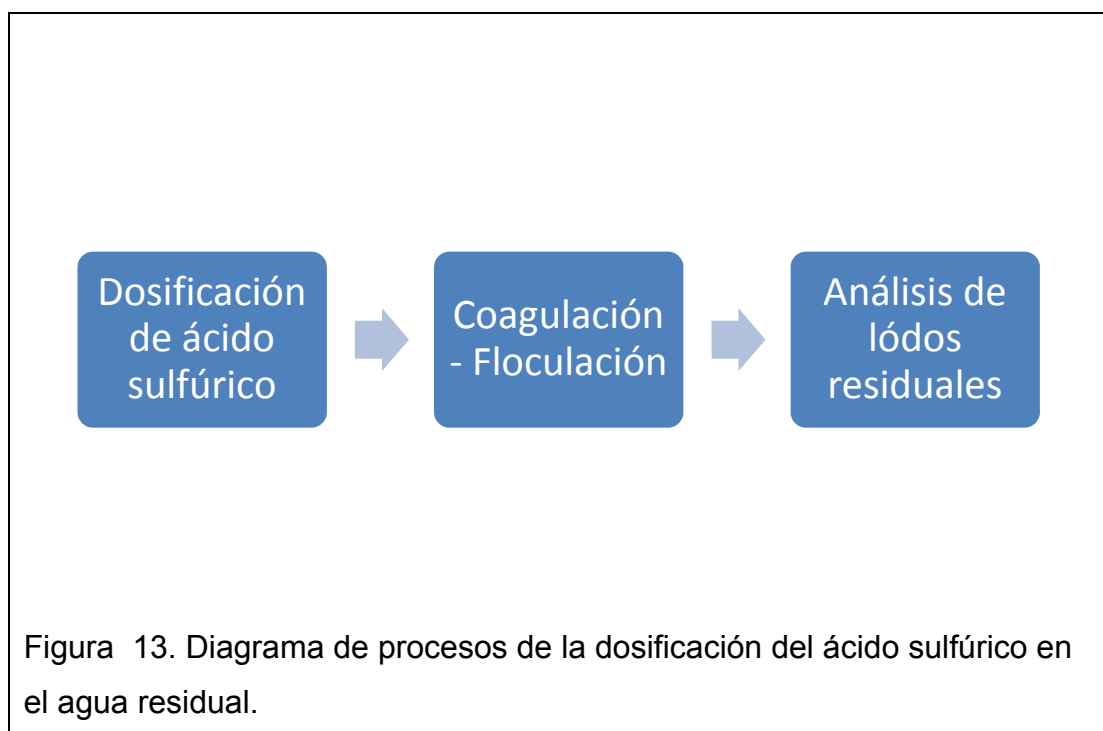 Dosificación
de ácido
sulfúrico
Coagulación
- Floculación
Análisis de
lódos
residuales
Figura  13. Diagrama de procesos de la dosificación del ácido sulfúrico en
el agua residual.